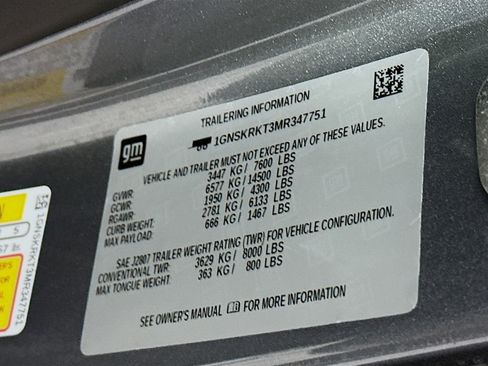 TRAILERING INFORMATION
1GNSKRKT3MR347751
gm
VEHICLE AND TRAILER MUST NOT EXCEED ANY OF THESE VALUES.
GVWR: 3447 KG / 7600 LBS
GCWR: 6577 KG / 14500 LBS
RGAWR: 1950 KG / 4300 LBS
CURB WEIGHT: 2781 KG / 6133 LBS
MAX PAYLOAD: 666 KG / 1467 LBS
SAE J2807 TRAILER WEIGHT RATING (TWR) FOR VEHICLE CONFIGURATION.
CONVENTIONAL TWR: 3629 KG / 8000 LBS
MAX TONGUE WEIGHT: 363 KG / 800 LBS
SEE OWNER'S MANUAL FOR MORE INFORMATION
1GNSKRKT3MR347751
5